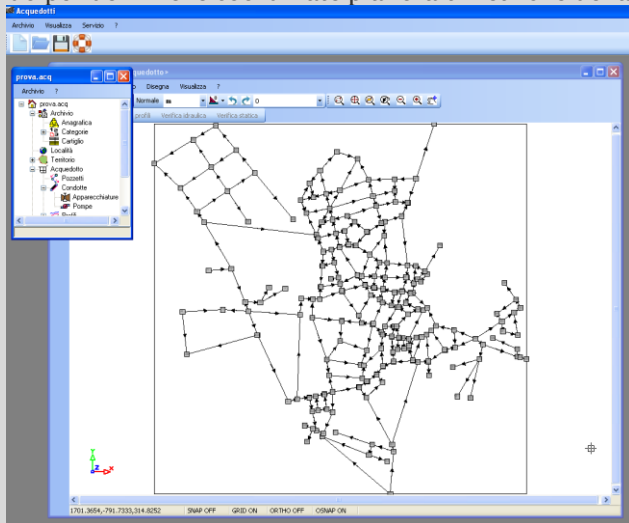 Acquedotti
Archivio Visualizza Servizio ?
prova.acq
Archivio ?
prova.acq
Archivio
Anagrafica
Categorie
Cartiglio
Località
Territorio
Acquedotto
Pozzetti
Condotte
Apparecchiature
Pompe
Profili
cquedotto+
Disegna Visualizza ?
Normale m 0
profili Verifica idraulica Verifica statica
Y
Z X
1701.3654,-791.7333,314.8252 SNAP OFF GRID ON ORTHO OFF OSNAP ON